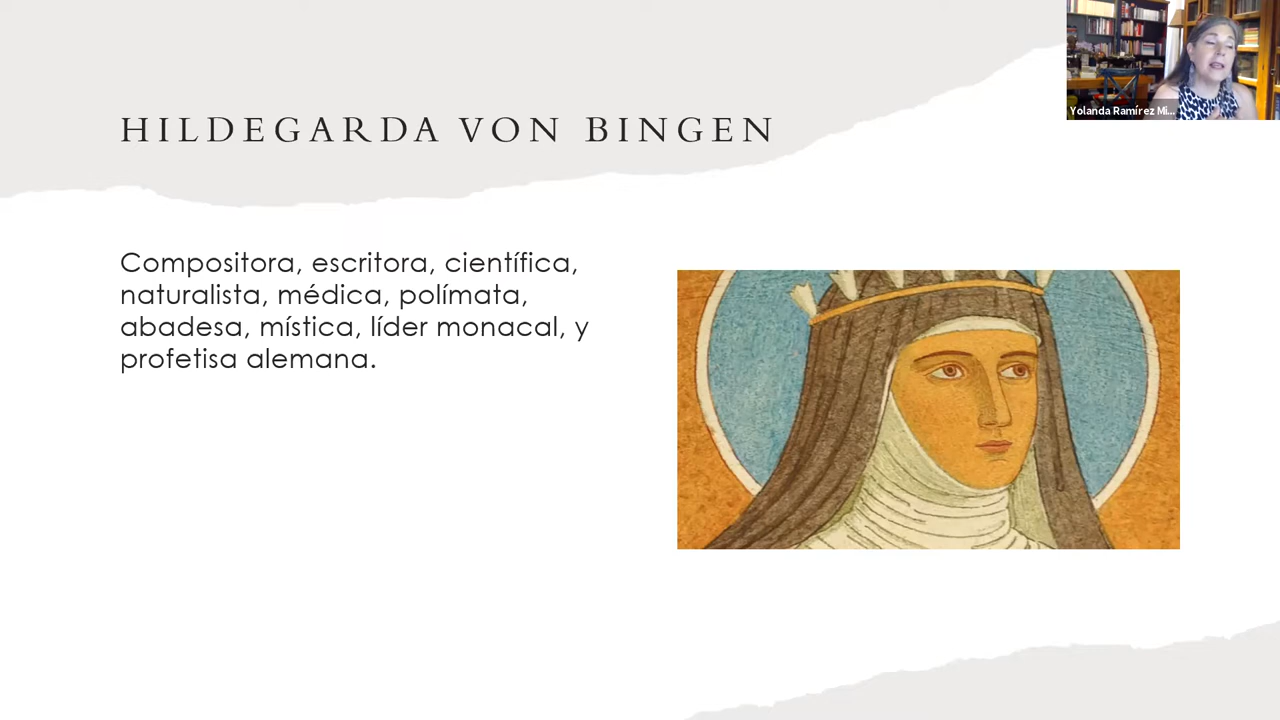 HILDEGARDA VON BINGEN
Compositora, escritora, científica,
naturalista, médica, polímata,
abadesa, mística, líder monacal, y
profetisa alemana.
Yolanda Ramírez Mi...